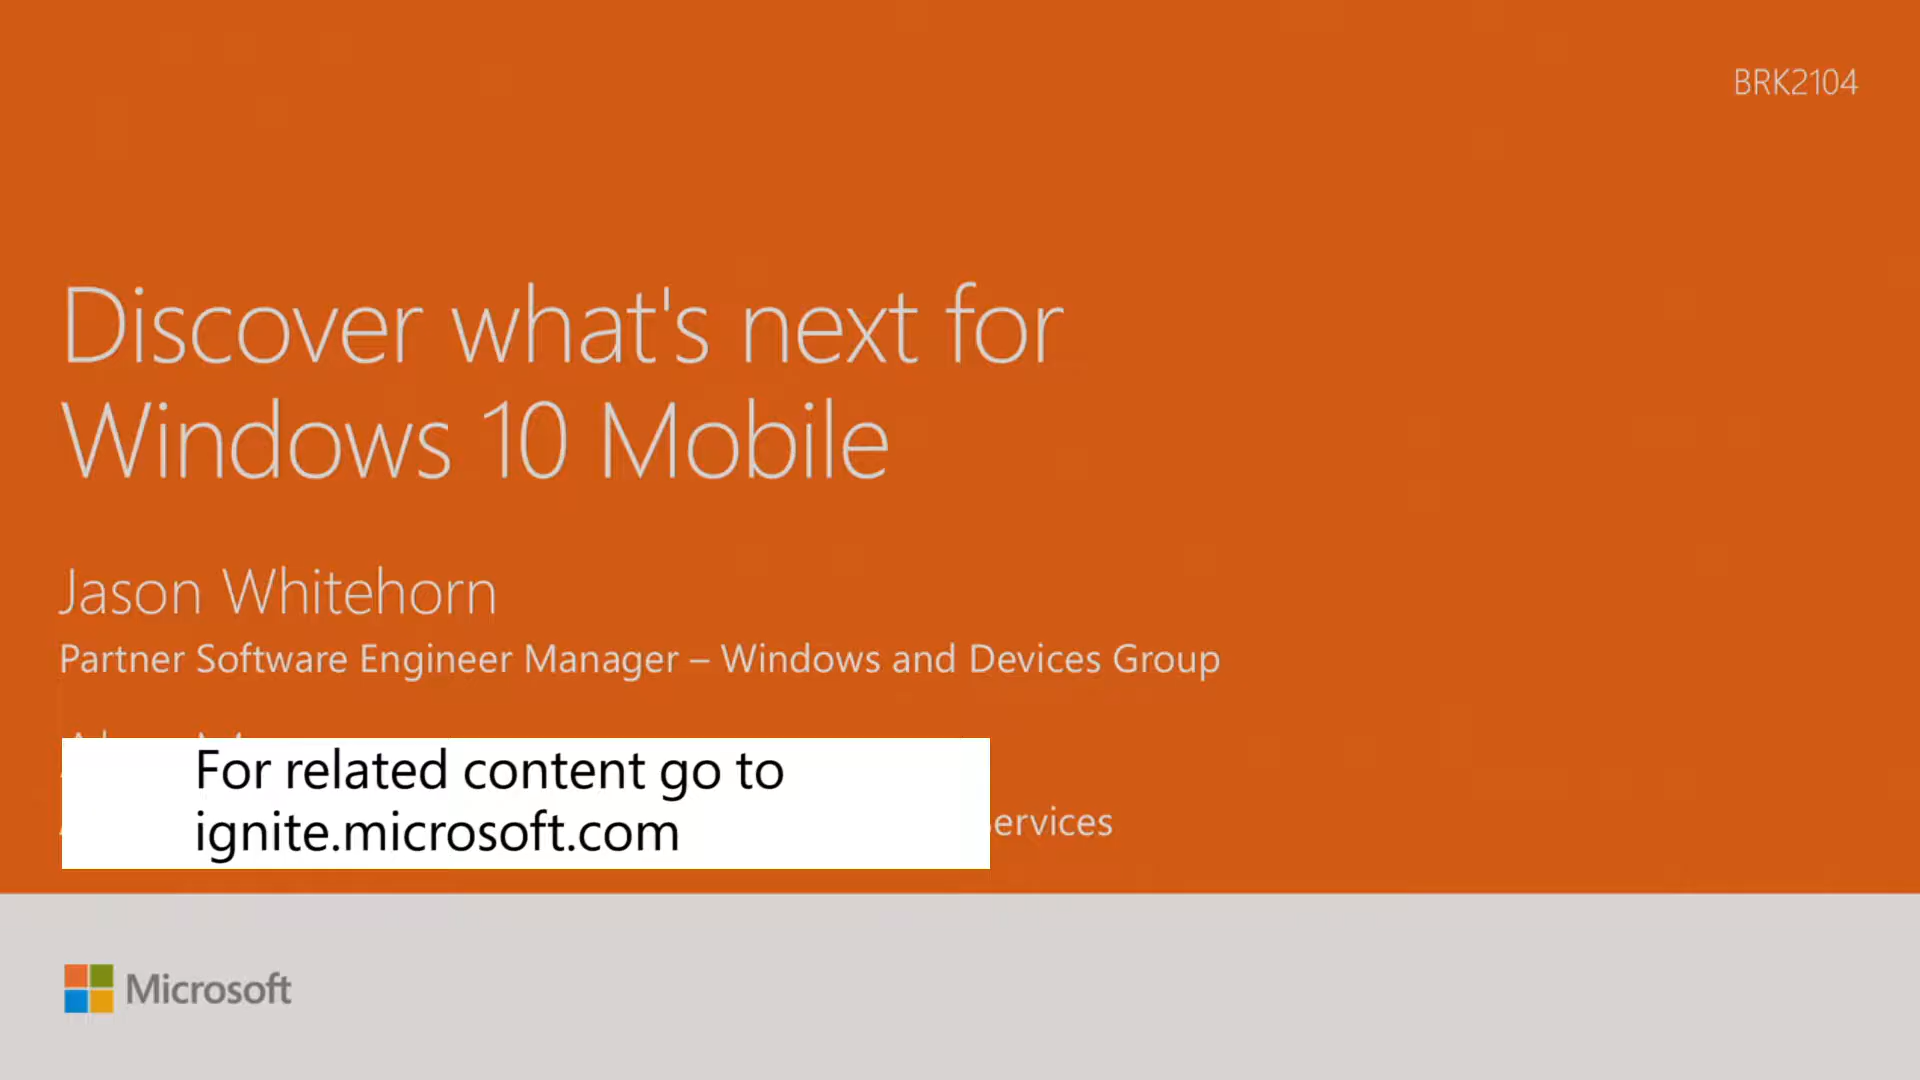 BRK2104
Discover what's next for
Windows 10 Mobile
Jason Whitehorn
Partner Software Engineer Manager – Windows and Devices Group
For related content go to
ignite.microsoft.com
Microsoft